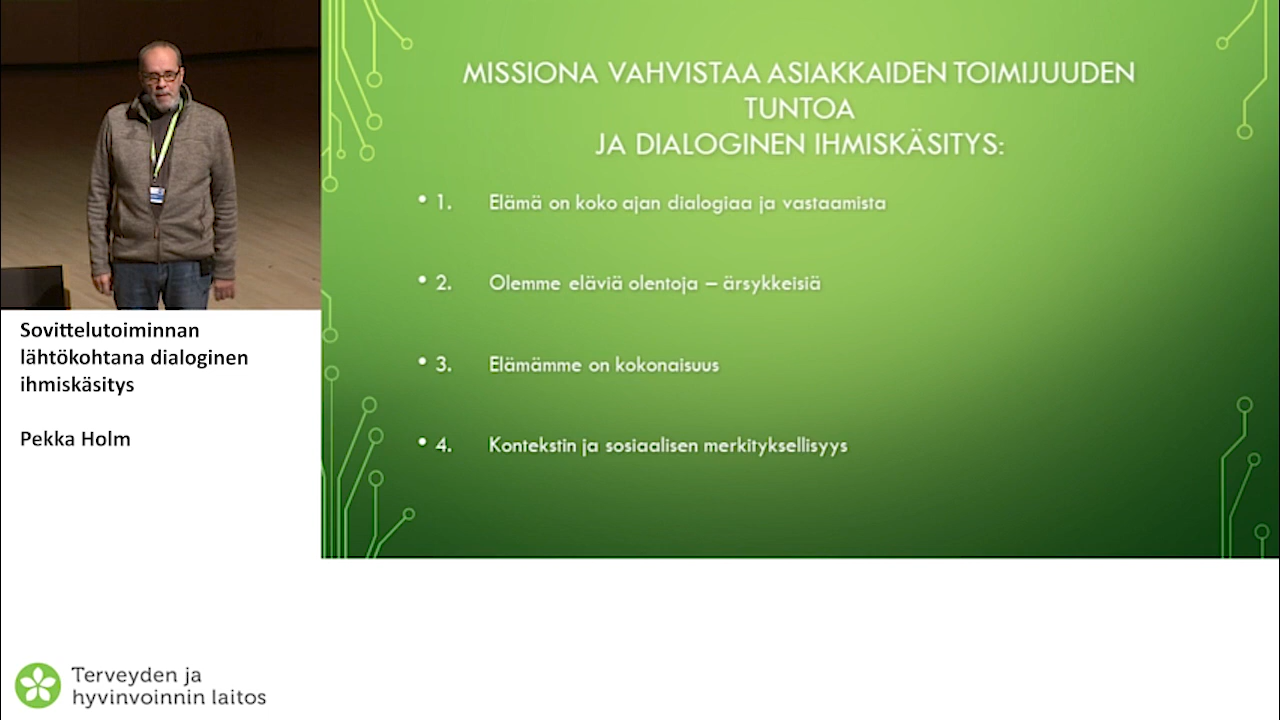 MISSIONA VAHVISTAA ASIAKKAIDEN TOIMIJUUDEN
TUNTOA
JA DIALOGINEN IHMISKÄSITYS:
• 1. Elämä on koko ajan dialogiaa ja vastaamista
• 2. Olemme eläviä olentoja – ärsykkeisiä
• 3. Elämämme on kokonaisuus
• 4. Kontekstin ja sosiaalisen merkityksellisyys
Sovittelutoiminnan
lähtökohtana dialoginen
ihmiskäsitys
Pekka Holm
Terveyden ja
hyvinvoinnin laitos